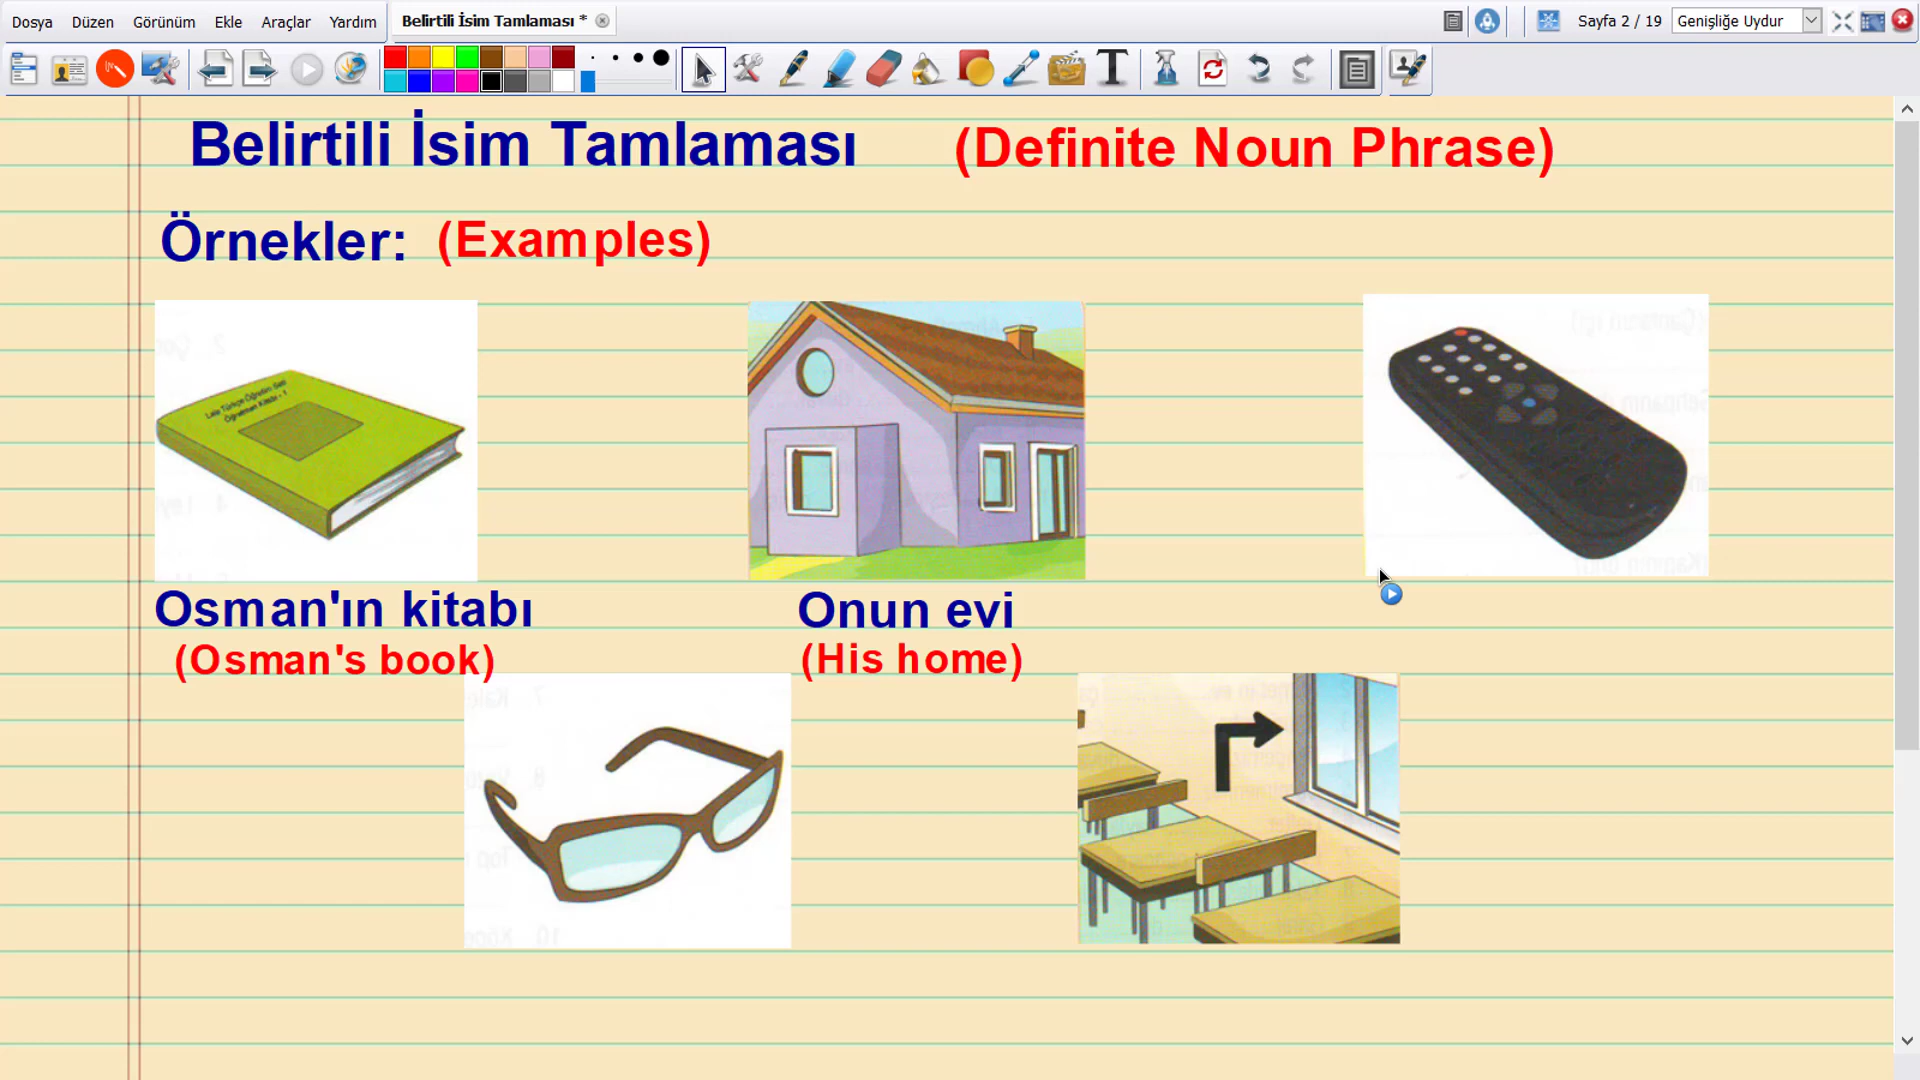 Dosya Düzen Görünüm Ekle Araçlar Yardım Belirtili İsim Tamlaması * Sayfa 2 / 19 Genişliğe Uydur
T
Belirtili İsim Tamlaması (Definite Noun Phrase)
Örnekler: (Examples)
Osman'ın kitabı
(Osman's book)
Onun evi
(His home)